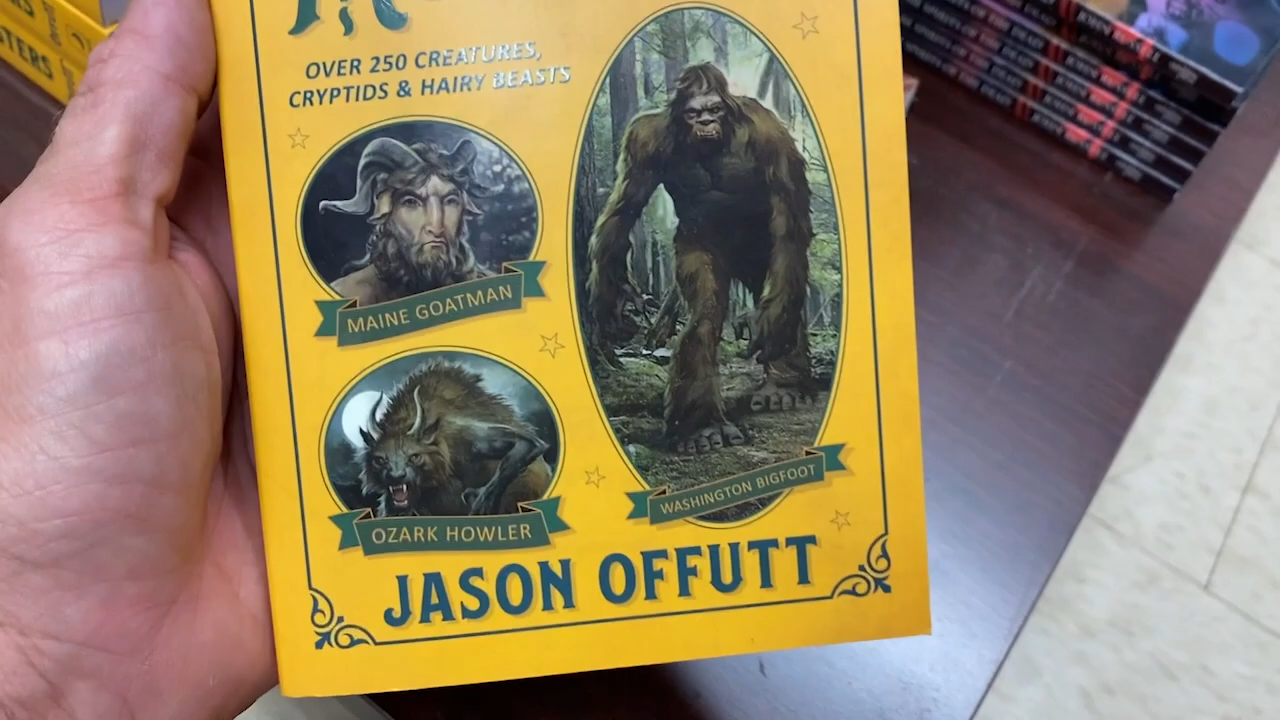 OVER 250 CREATURES,
CRYPTIDS & HAIRY BEASTS
MAINE GOATMAN
OZARK HOWLER
WASHINGTON BIGFOOT
JASON OFFUTT